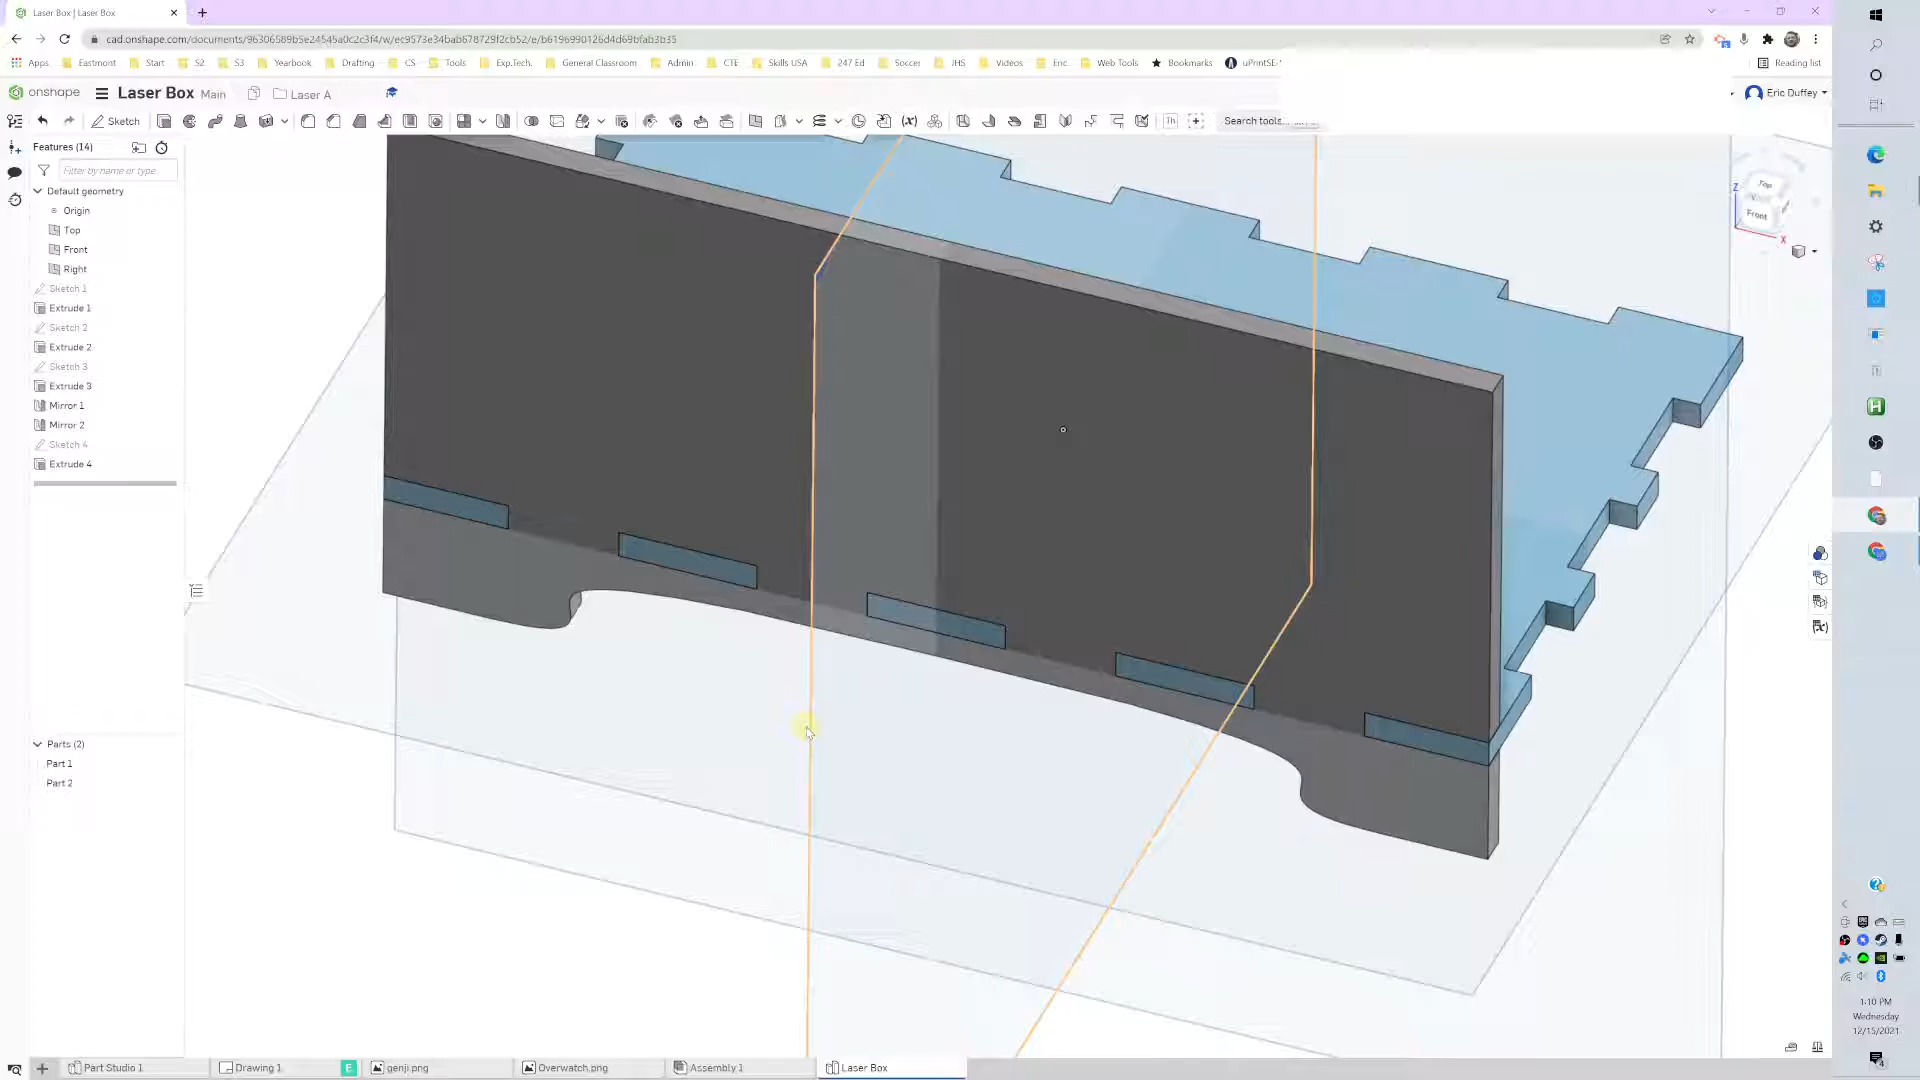 Laser Box | Laser Box
cad.onshape.com/documents/96306589b5e24545a0c2c3f4/w/ec9573e34bab678729f2cb52/e/b6196990126d4d69bfab3b35
Apps Eastmont Start S2 S3 Yearbook Drafting CS Tools Exp.Tech. General Classroom Admin CTE Skills USA 247 Ed Soccer JHS Videos Enc Web Tools Bookmarks uPrintSE- Reading list
onshape Laser Box Main Laser A Eric Duffey
Sketch Search tools...
Features (14)
Filter by name or type.
Default geometry
Origin
Top
Front
Right
Sketch 1
Extrude 1
Sketch 2
Extrude 2
Sketch 3
Extrude 3
Mirror 1
Mirror 2
Sketch 4
Extrude 4
Parts (2)
Part 1
Part 2
Z
Top
Front
X
1:10 PM
Wednesday
12/15/2021
Part Studio 1 Drawing 1 E genji.png Overwatch.png Assembly 1 Laser Box